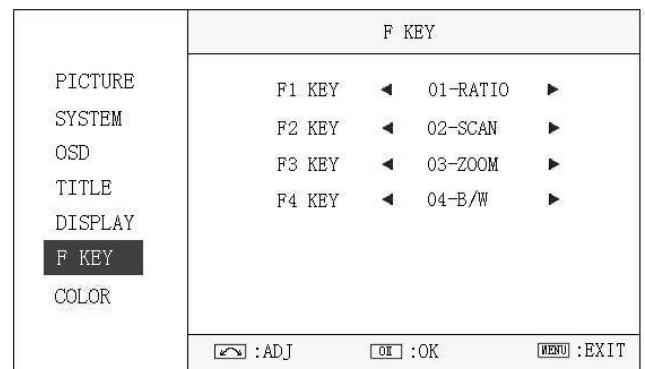 F KEY
PICTURE
SYSTEM
OSD
TITLE
DISPLAY
F KEY
COLOR
F1 KEY ◀ 01-RATIO ▶
F2 KEY ◀ 02-SCAN ▶
F3 KEY ◀ 03-ZOOM ▶
F4 KEY ◀ 04-B/W ▶
:ADJ OK :OK MENU :EXIT